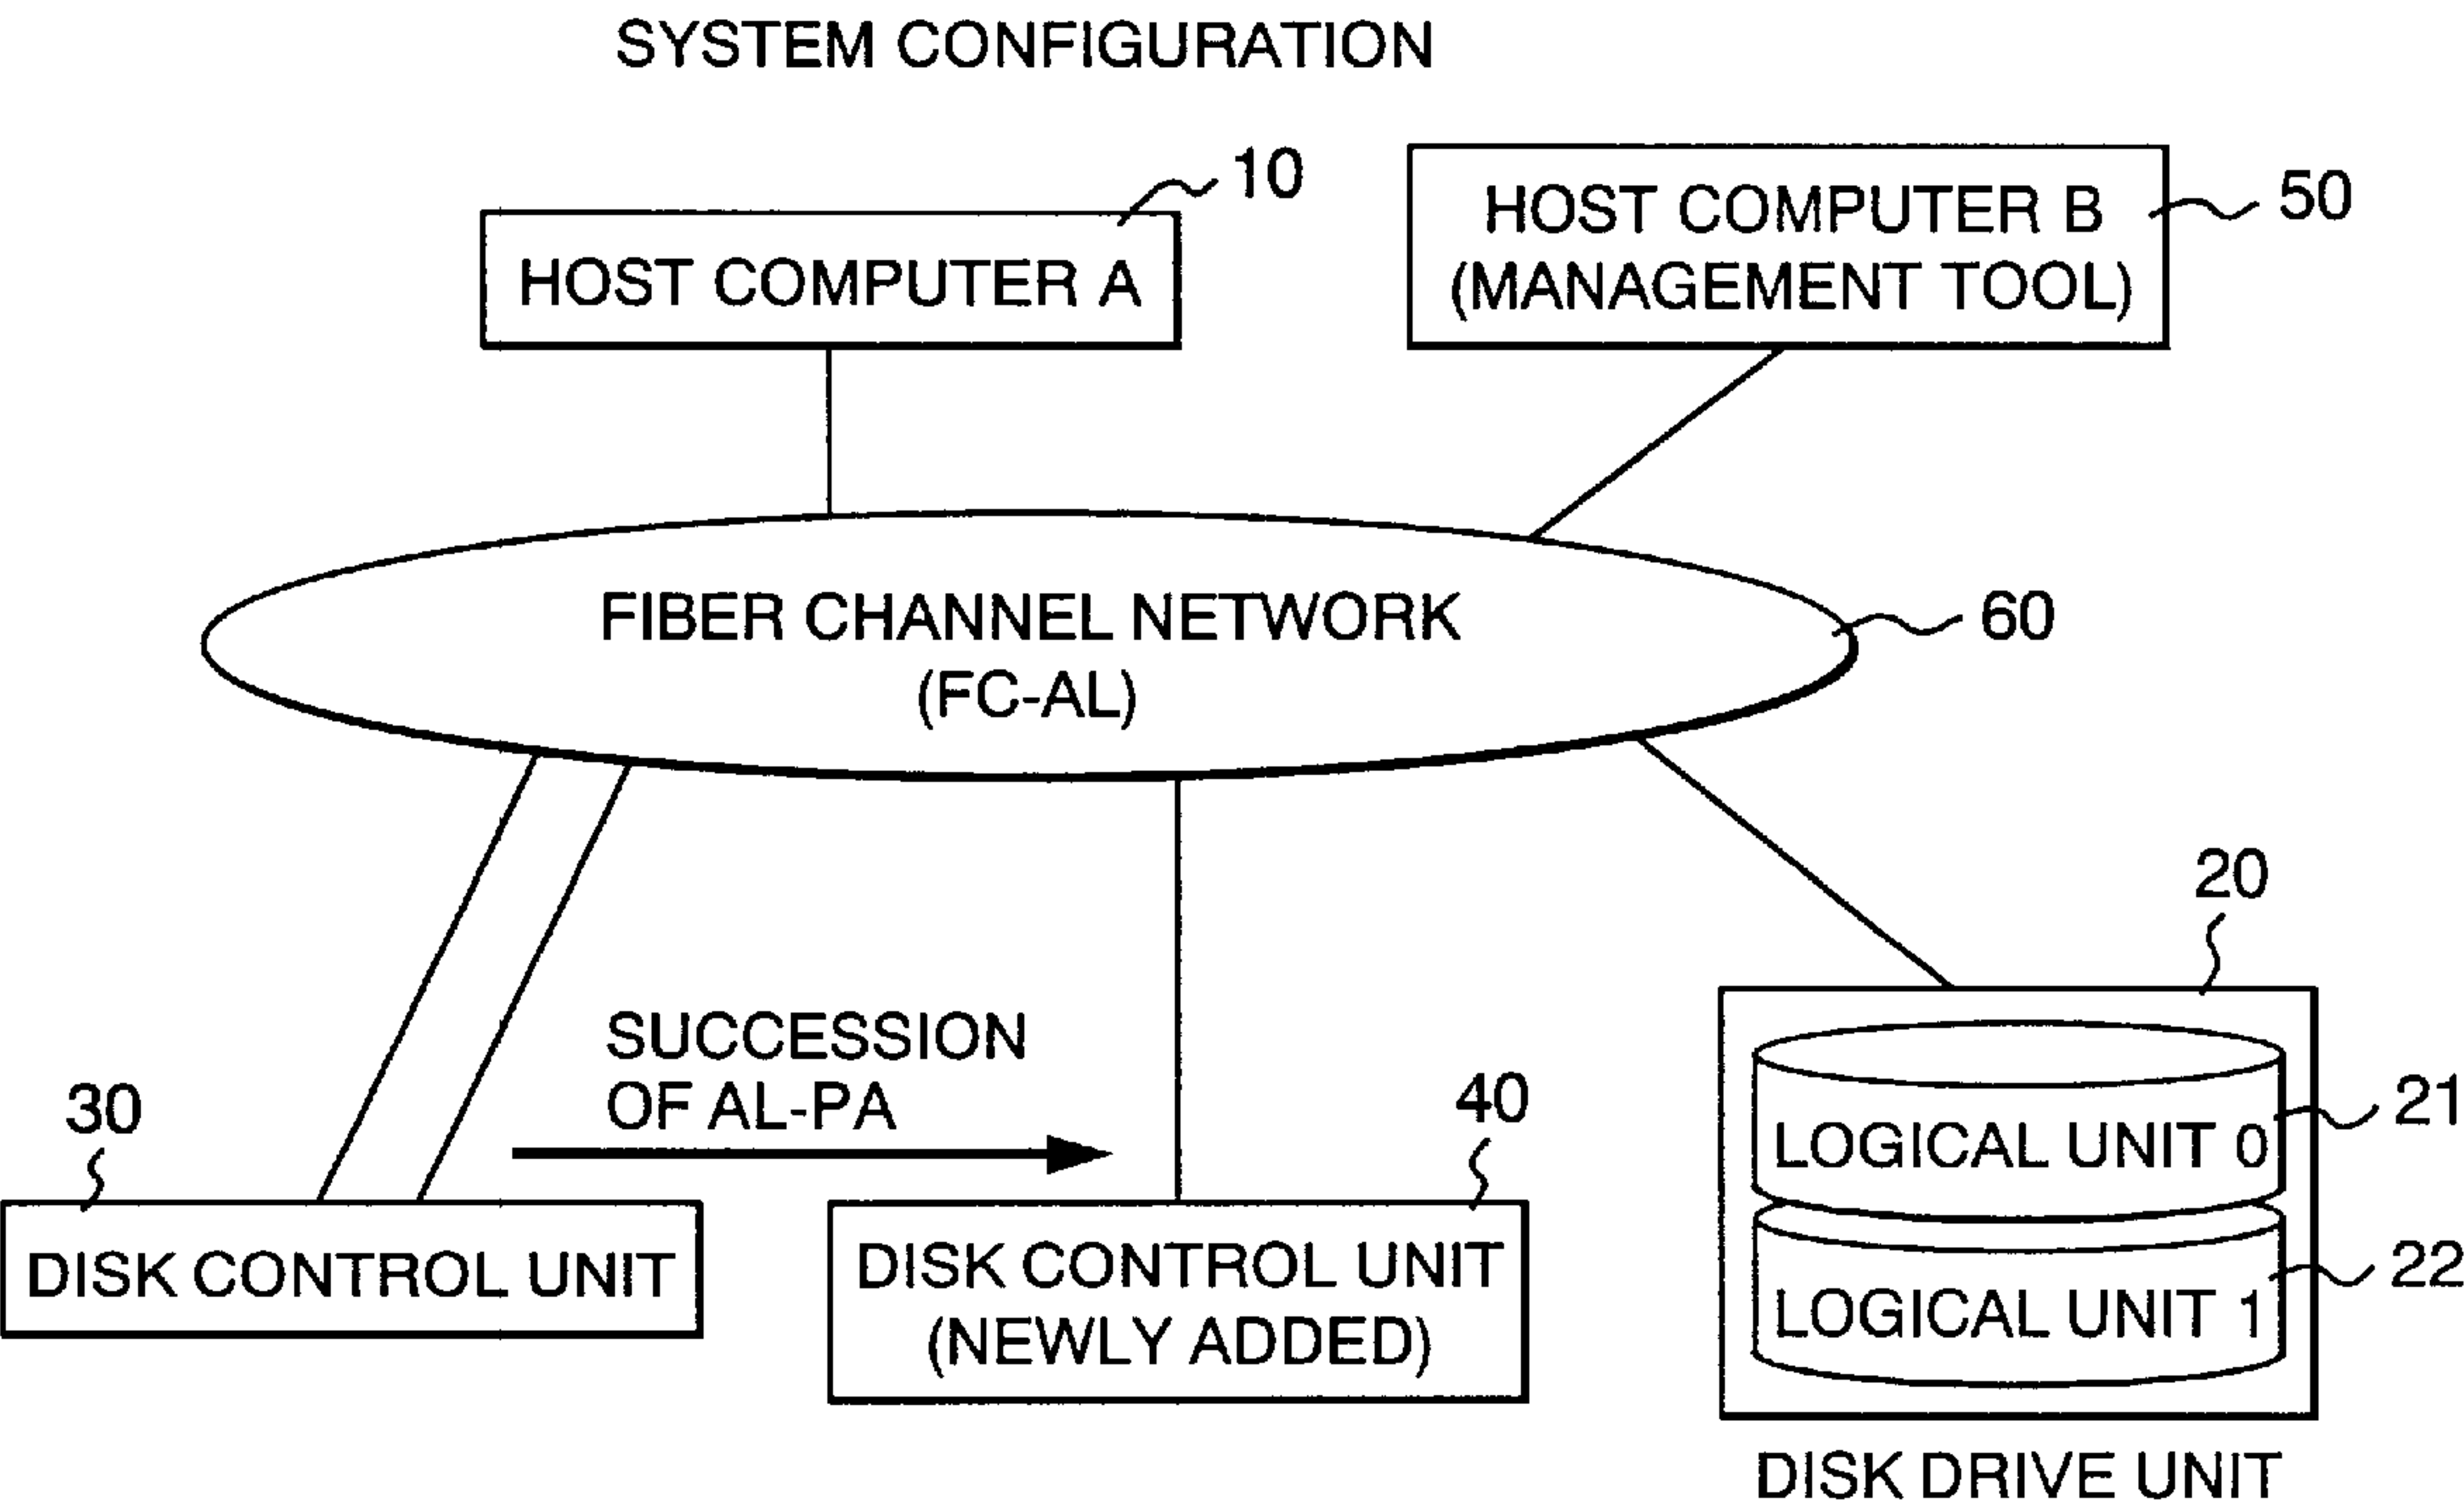 SYSTEM CONFIGURATION
10
HOST COMPUTER A
HOST COMPUTER B
(MANAGEMENT TOOL)
50
FIBER CHANNEL NETWORK
(FC-AL)
60
SUCCESSION
OF AL-PA
30
DISK CONTROL UNIT
40
DISK CONTROL UNIT
(NEWLY ADDED)
20
LOGICAL UNIT 0
21
LOGICAL UNIT 1
22
DISK DRIVE UNIT